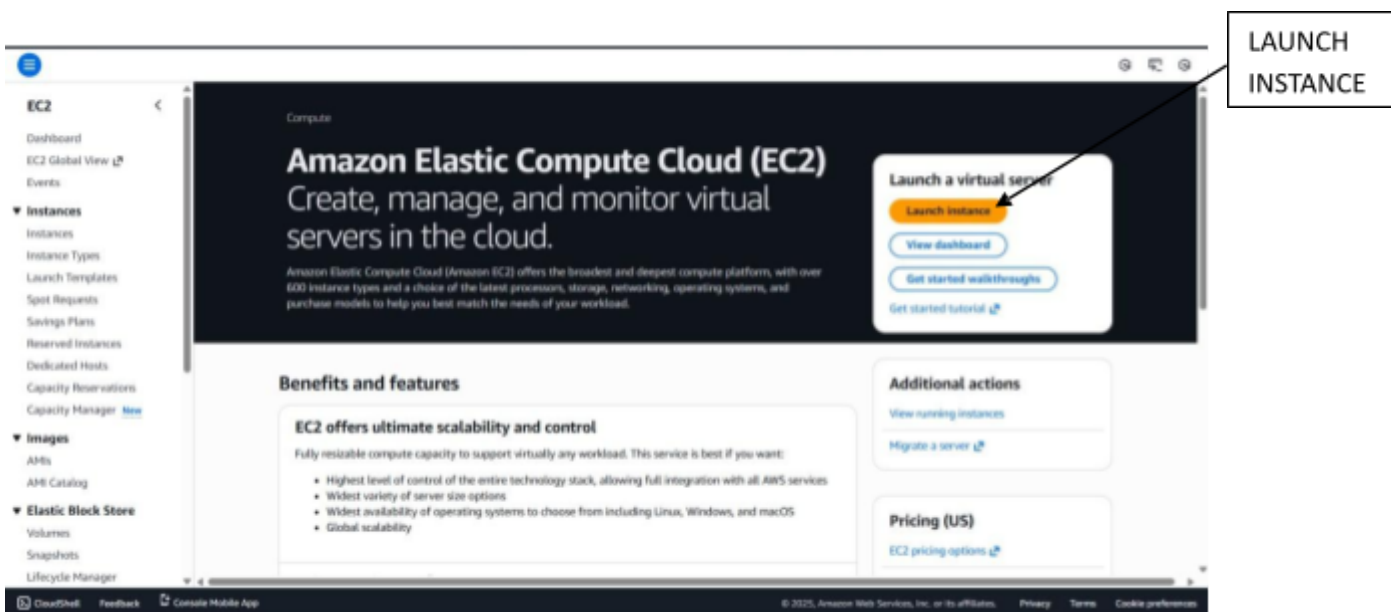 LAUNCH
INSTANCE
EC2
Dashboard
EC2 Global View
Events
Instances
Instances
Instance Types
Launch Templates
Spot Requests
Savings Plans
Reserved Instances
Dedicated Hosts
Capacity Reservations
Capacity Manager New
Images
AMIs
AMI Catalog
Elastic Block Store
Volumes
Snapshots
Lifecycle Manager
Compute
Amazon Elastic Compute Cloud (EC2)
Create, manage, and monitor virtual
servers in the cloud.
Amazon Elastic Compute Cloud (Amazon EC2) offers the broadest and deepest compute platform, with over
600 instance types and a choice of the latest processors, storage, networking, operating systems, and
purchase models to help you best match the needs of your workload.
Launch a virtual server
Launch instance
View dashboard
Get started walkthroughs
Get started tutorial
Benefits and features
EC2 offers ultimate scalability and control
Fully resizable compute capacity to support virtually any workload. This service is best if you want:
• Highest level of control of the entire technology stack, allowing full integration with all AWS services
• Widest variety of server size options
• Widest availability of operating systems to choose from including Linux, Windows, and macOS
• Global scalability
Additional actions
View running instances
Migrate a server
Pricing (US)
EC2 pricing options
CloudShell Feedback Console Mobile App © 2025, Amazon Web Services, Inc. or its affiliates. Privacy Terms Cookie preferences